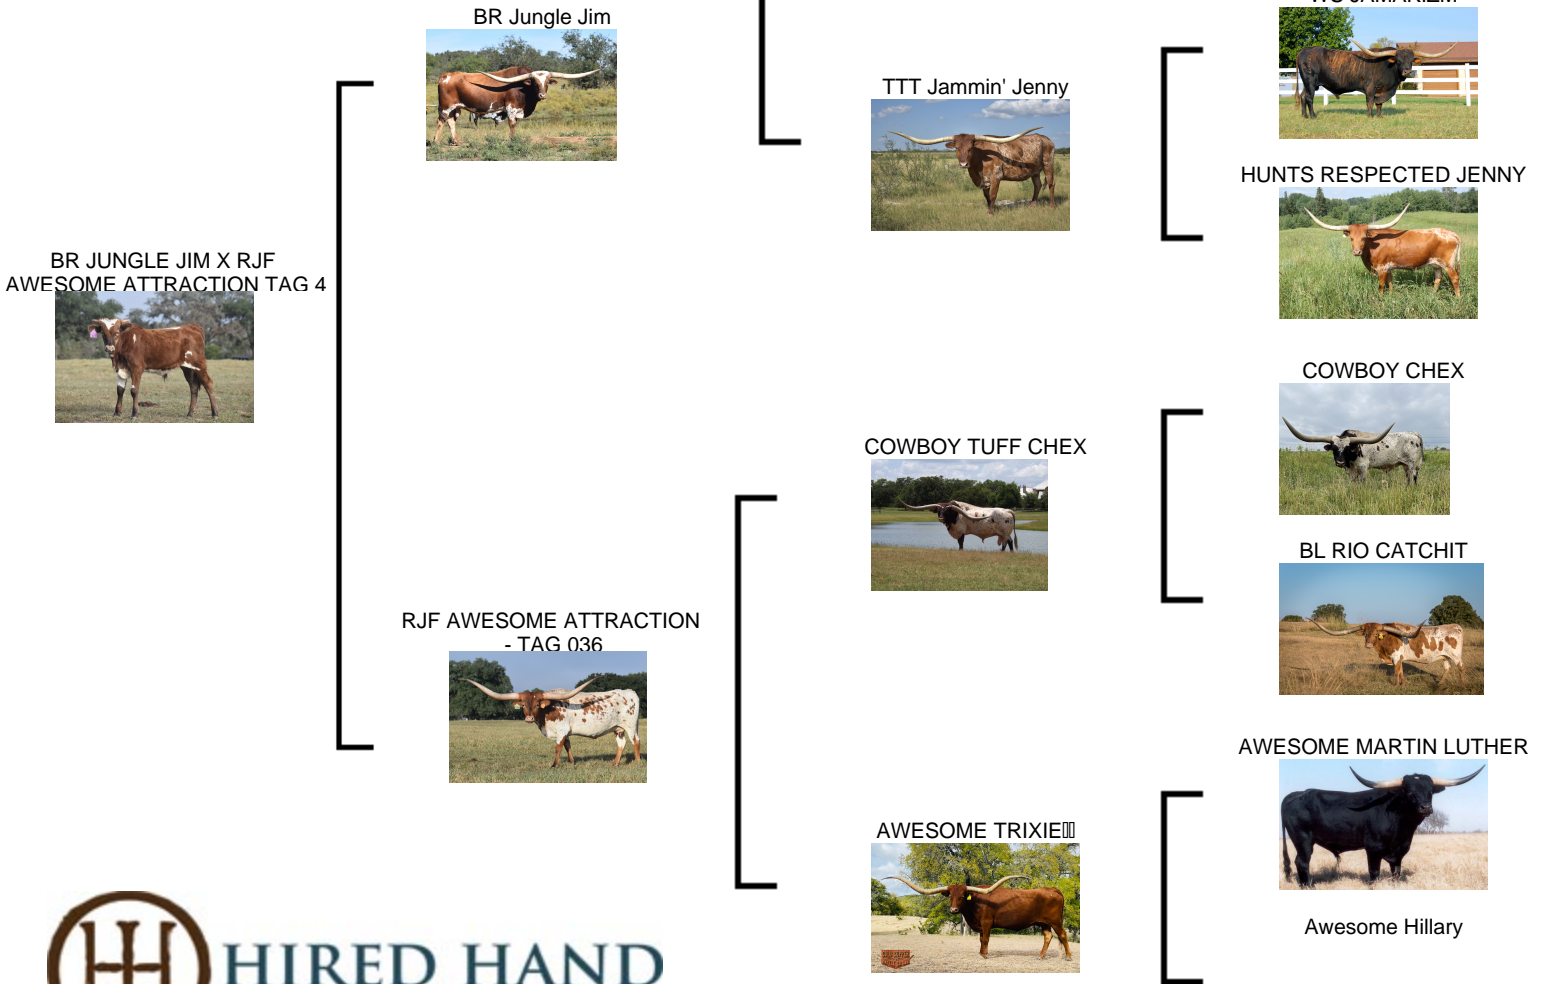 BR Jungle Jim
TTT Jammin' Jenny
HUNTS RESPECTED JENNY
BR JUNGLE JIM X RJF
AWESOME ATTRACTION TAG 4
COWBOY CHEX
COWBOY TUFF CHEX
BL RIO CATCHIT
RJF AWESOME ATTRACTION
- TAG 036
AWESOME MARTIN LUTHER
AWESOME TRIXIE
Awesome Hillary
HIRED HAND